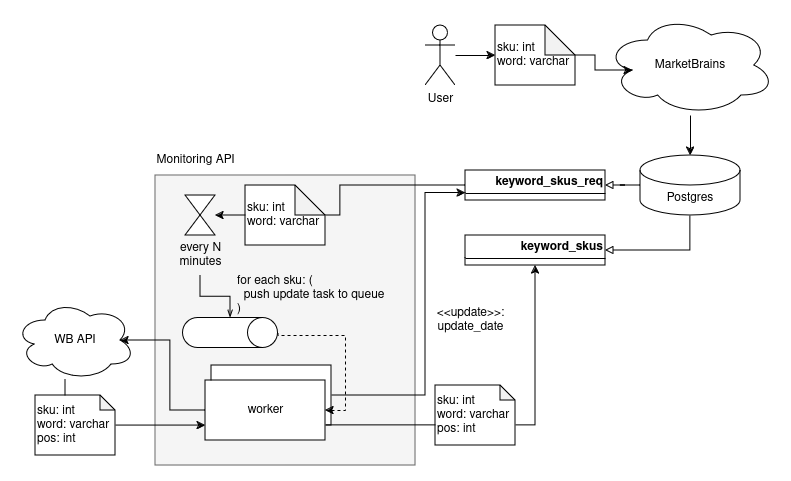 sku: int
word: varchar
MarketBrains
User
Monitoring API
keyword_skus_req
Postgres
sku: int
word: varchar
keyword_skus
every N
minutes
for each sku: (
push update task to queue
)
<<update>>:
update_date
WB API
worker
sku: int
word: varchar
pos: int
sku: int
word: varchar
pos: int